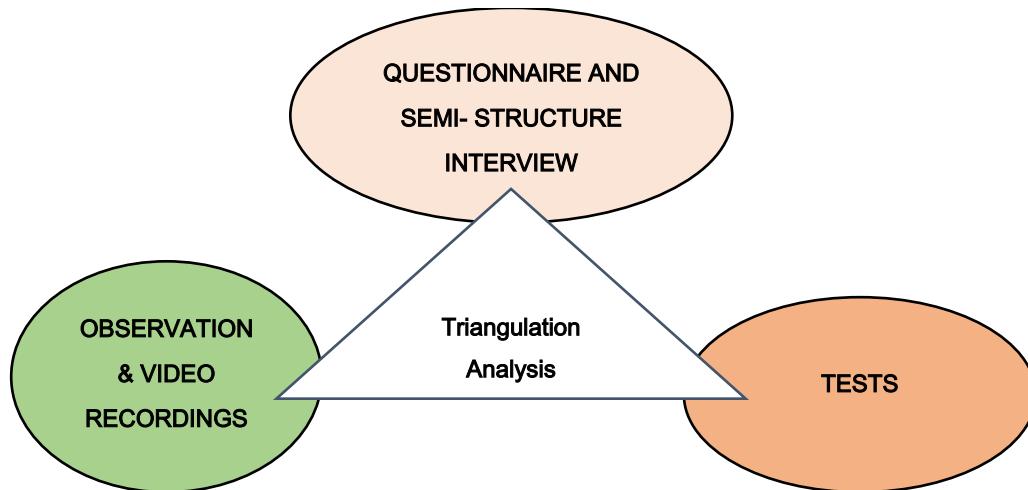 QUESTIONNAIRE AND
SEMI- STRUCTURE
INTERVIEW
OBSERVATION
& VIDEO
RECORDINGS
Triangulation
Analysis
TESTS